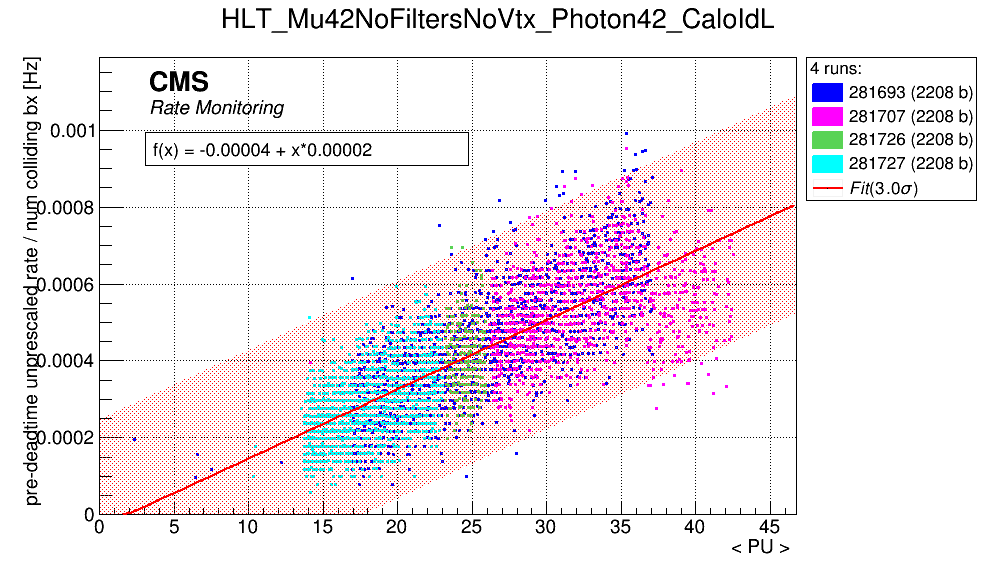 HLT_Mu42NoFiltersNoVtx_Photon42_CaloIdL
pre-deadtime unprescaled rate / num colliding bx [Hz]
CMS
Rate Monitoring
f(x) = -0.00004 + x*0.00002
4 runs:
281693 (2208 b)
281707 (2208 b)
281726 (2208 b)
281727 (2208 b)
Fit(3.0σ)
0.001
0.0008
0.0006
0.0004
0.0002
0
0 5 10 15 20 25 30 35 40 45
< PU >